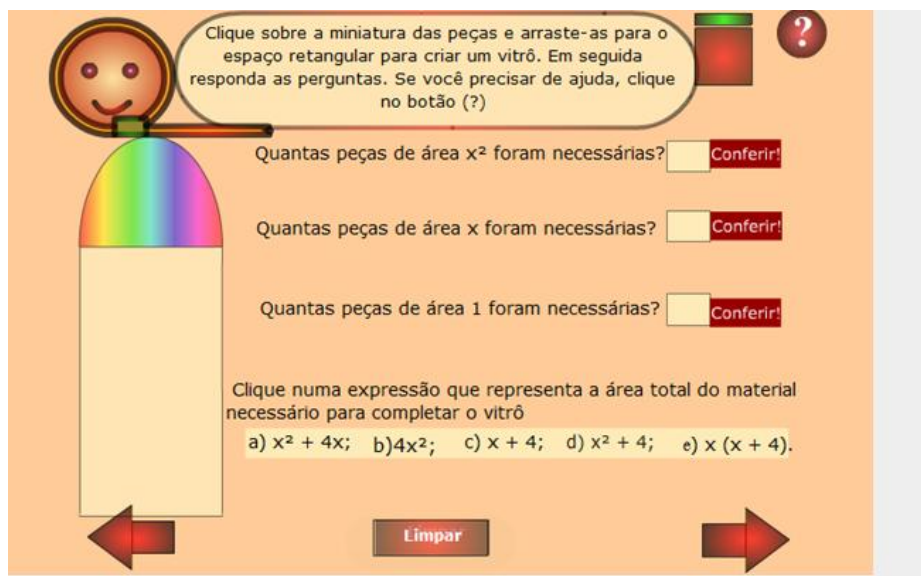 Clique sobre a miniatura das peças e arraste-as para o
espaço retangular para criar um vitrô. Em seguida
responda as perguntas. Se você precisar de ajuda, clique
no botão (?)
?
Quantas peças de área x² foram necessárias?
Conferir!
Quantas peças de área x foram necessárias?
Conferir!
Quantas peças de área 1 foram necessárias?
Conferir!
Clique numa expressão que representa a área total do material
necessário para completar o vitrô
a) x² + 4x; b)4x²; c) x + 4; d) x² + 4; e) x (x + 4).
Limpar